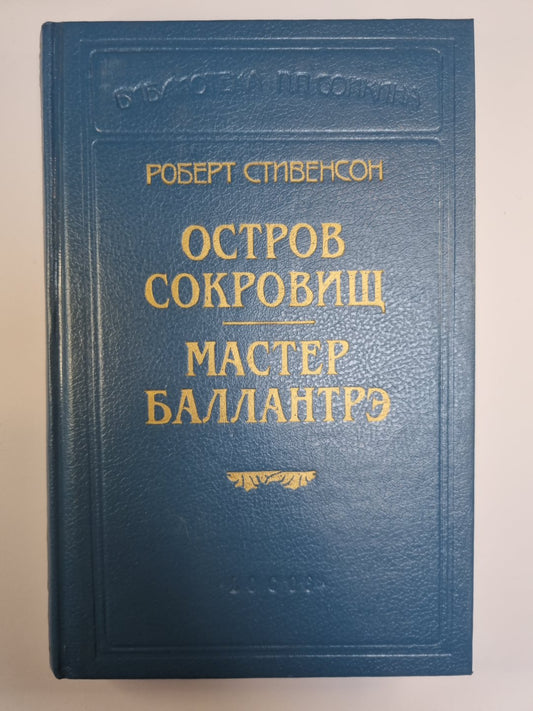 БИБЛИОТЕКА П.П.СОЙКИНА
РОБЕРТ СТИВЕНСОН
ОСТРОВ
СОКРОВИЩ
МАСТЕР
БАЛЛАНТРЭ